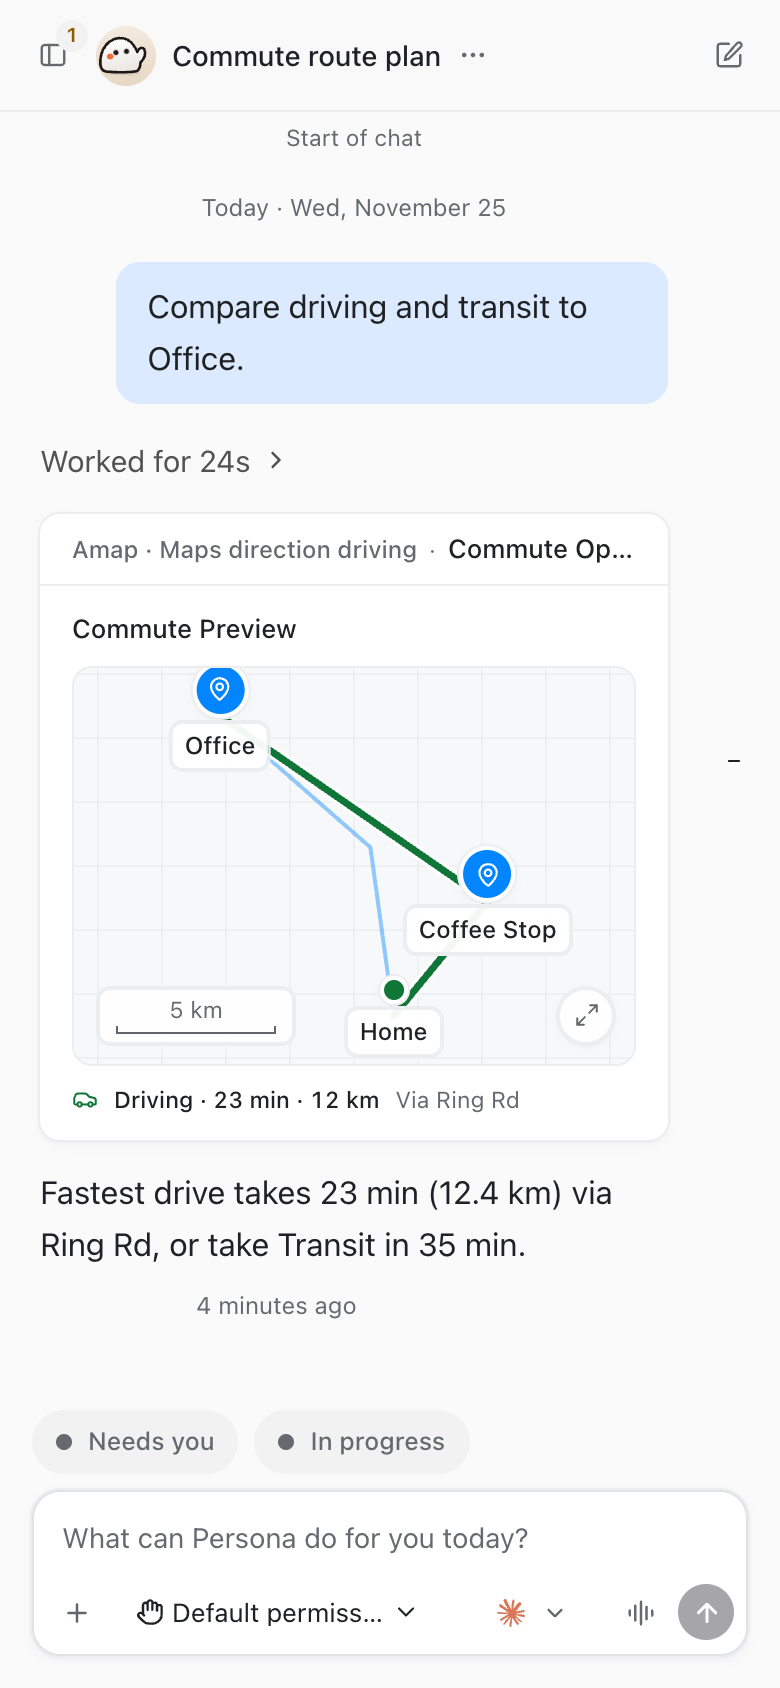 1
Commute route plan
Start of chat
Today · Wed, November 25
Compare driving and transit to
Office.
Worked for 24s
Amap · Maps direction driving · Commute Op...
Commute Preview
Office
Coffee Stop
5 km
Home
Driving · 23 min · 12 km Via Ring Rd
Fastest drive takes 23 min (12.4 km) via
Ring Rd, or take Transit in 35 min.
4 minutes ago
Needs you
In progress
What can Persona do for you today?
Default permiss...